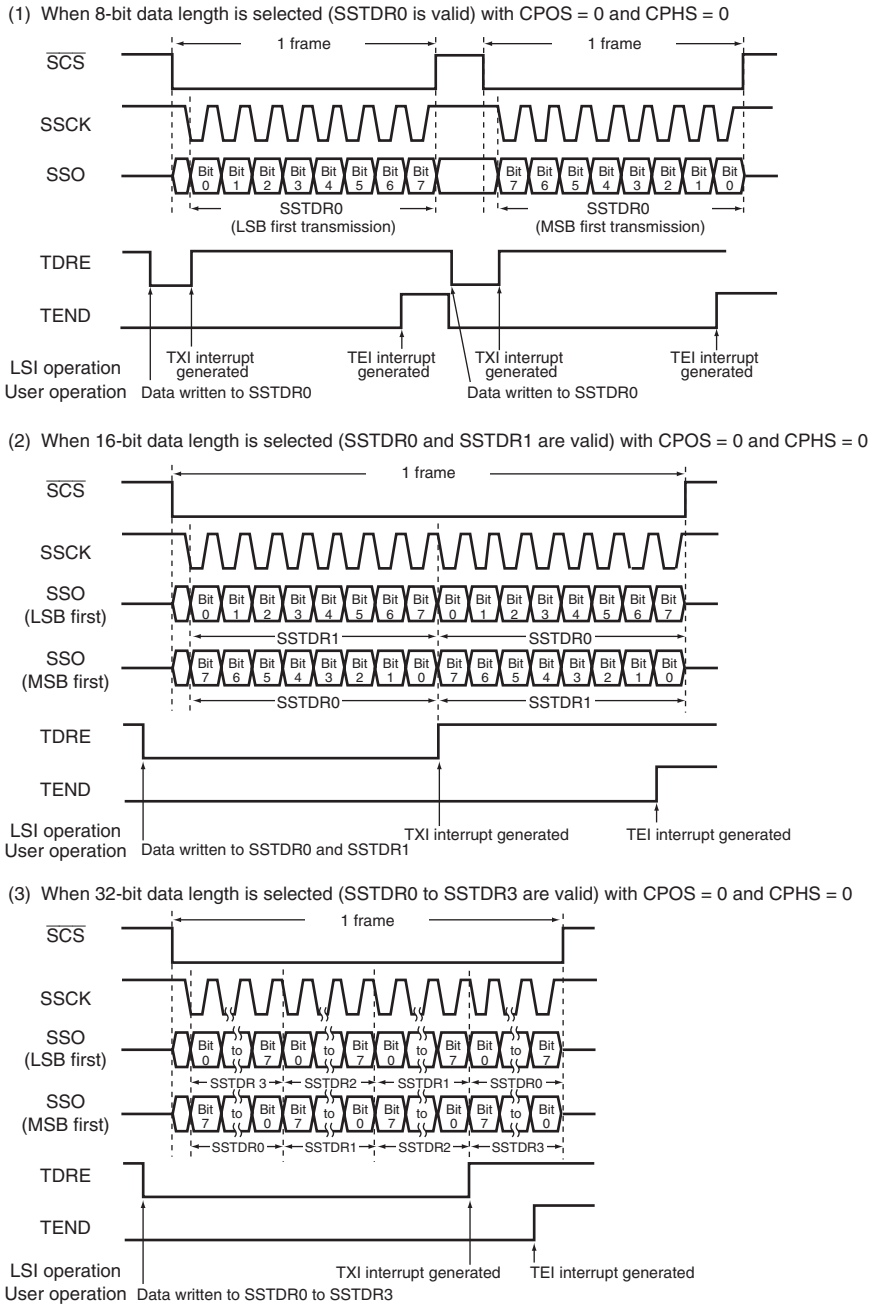 (1) When 8-bit data length is selected (SSTDR0 is valid) with CPOS = 0 and CPHS = 0
1 frame 1 frame
SCS
SSCK
SSO Bit 0 Bit 1 Bit 2 Bit 3 Bit 4 Bit 5 Bit 6 Bit 7 Bit 7 Bit 6 Bit 5 Bit 4 Bit 3 Bit 2 Bit 1 Bit 0
SSTDR0 SSTDR0
(LSB first transmission) (MSB first transmission)
TDRE
TEND
LSI operation TXI interrupt generated TEI interrupt generated TXI interrupt generated TEI interrupt generated
User operation Data written to SSTDR0 Data written to SSTDR0
(2) When 16-bit data length is selected (SSTDR0 and SSTDR1 are valid) with CPOS = 0 and CPHS = 0
1 frame
SCS
SSCK
SSO (LSB first) Bit 0 Bit 1 Bit 2 Bit 3 Bit 4 Bit 5 Bit 6 Bit 7 Bit 0 Bit 1 Bit 2 Bit 3 Bit 4 Bit 5 Bit 6 Bit 7
SSTDR1 SSTDR0
SSO (MSB first) Bit 7 Bit 6 Bit 5 Bit 4 Bit 3 Bit 2 Bit 1 Bit 0 Bit 7 Bit 6 Bit 5 Bit 4 Bit 3 Bit 2 Bit 1 Bit 0
SSTDR0 SSTDR1
TDRE
TEND
LSI operation TXI interrupt generated TEI interrupt generated
User operation Data written to SSTDR0 and SSTDR1
(3) When 32-bit data length is selected (SSTDR0 to SSTDR3 are valid) with CPOS = 0 and CPHS = 0
1 frame
SCS
SSCK
SSO (LSB first) Bit 0 to Bit 7 Bit 0 to Bit 7 Bit 0 to Bit 7 Bit 0 to Bit 7
SSTDR 3 SSTDR2 SSTDR1 SSTDR0
SSO (MSB first) Bit 7 to Bit 0 Bit 7 to Bit 0 Bit 7 to Bit 0 Bit 7 to Bit 0
SSTDR0 SSTDR1 SSTDR2 SSTDR3
TDRE
TEND
LSI operation TXI interrupt generated TEI interrupt generated
User operation Data written to SSTDR0 to SSTDR3